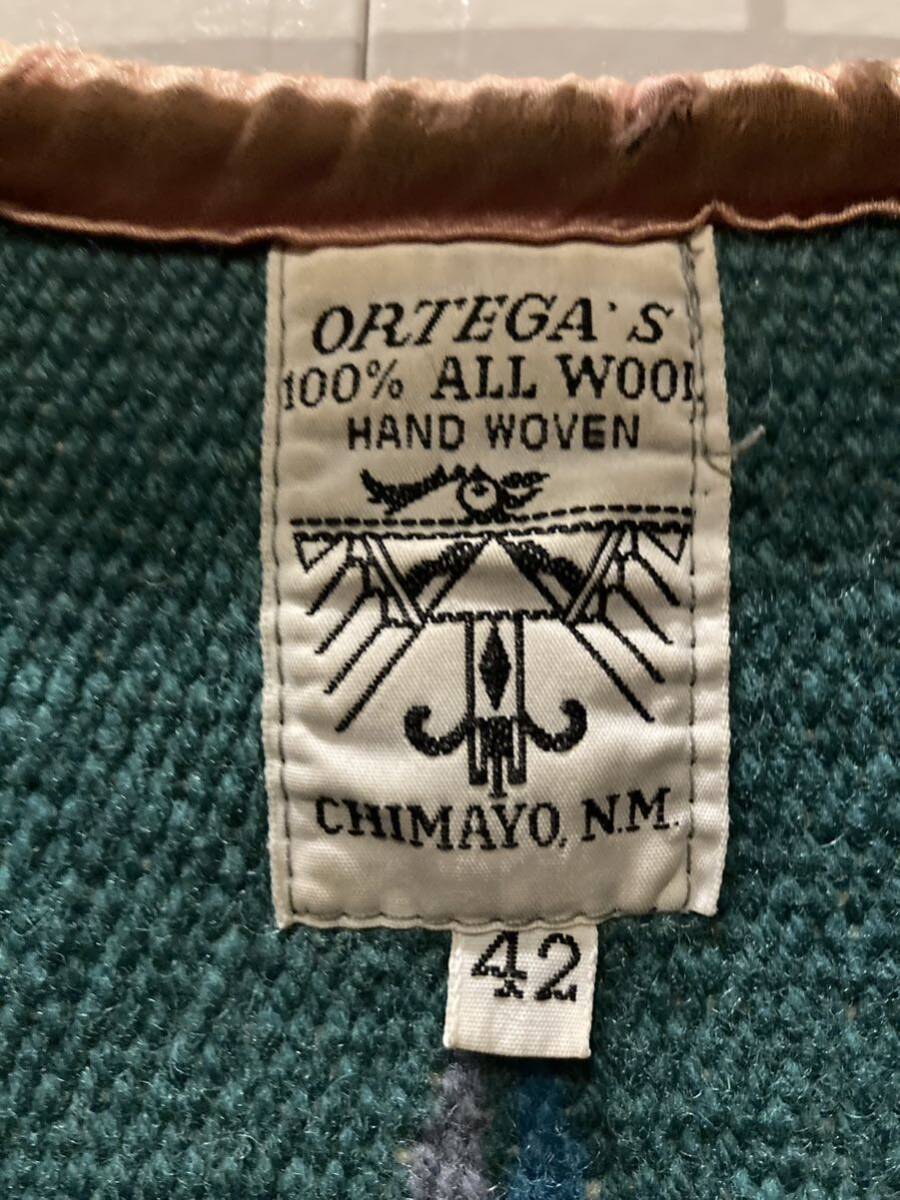 ORTEGA'S
100% ALL WOOL
HAND WOVEN
CHIMAYO, N.M.
42